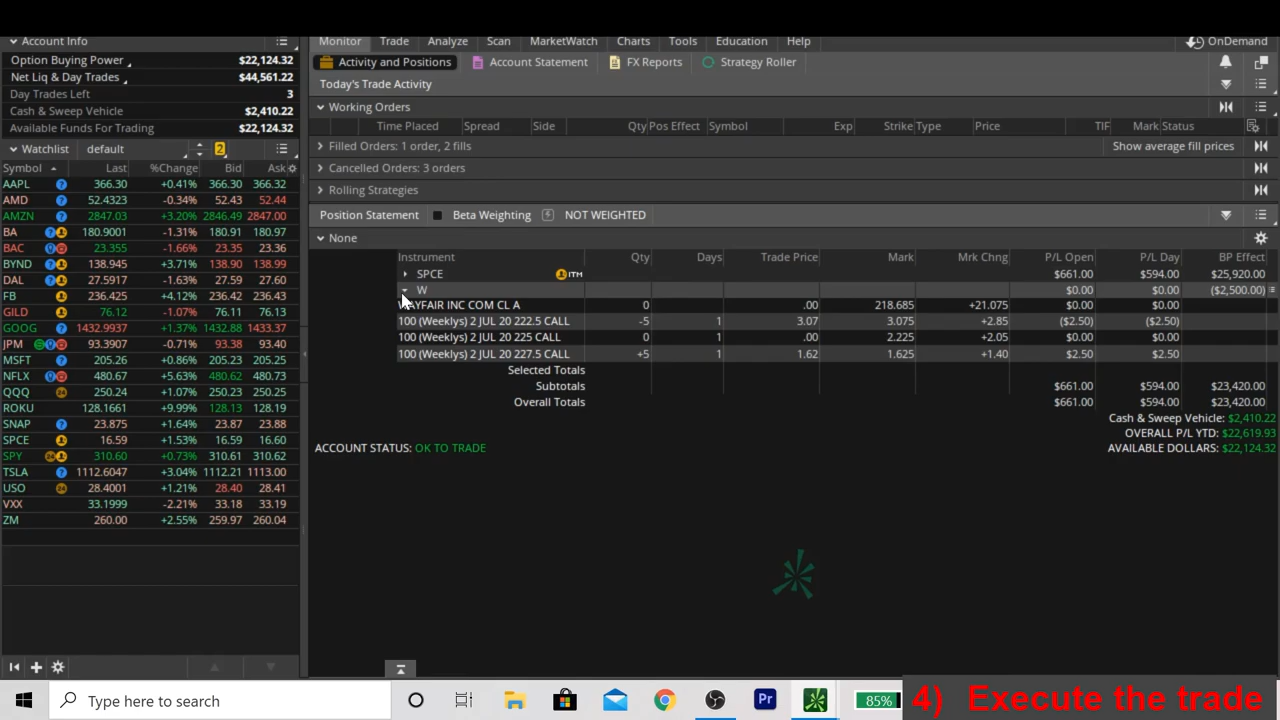 Account Info
Option Buying Power $22,124.32
Net Liq & Day Trades $44,561.22
Day Trades Left 3
Cash & Sweep Vehicle $2,410.22
Available Funds For Trading $22,124.32
Watchlist default 2
Symbol Last %Change Bid Ask
AAPL 366.30 +0.41% 366.30 366.32
AMD 52.4323 -0.34% 52.43 52.44
AMZN 2847.03 +3.20% 2846.49 2847.00
BA 180.9001 -1.31% 180.91 180.97
BAC 23.355 -1.66% 23.35 23.36
BYND 138.945 +3.71% 138.90 138.99
DAL 27.5917 -1.63% 27.59 27.60
FB 236.425 +4.12% 236.42 236.43
GILD 76.12 -1.07% 76.11 76.13
GOOG 1432.9937 +1.37% 1432.88 1433.37
JPM 93.3907 -0.71% 93.38 93.40
MSFT 205.26 +0.86% 205.24 205.25
NFLX 480.67 +5.63% 480.62 480.73
QQQ 250.24 +1.07% 250.23 250.25
ROKU 128.1661 +9.99% 128.13 128.19
SNAP 23.875 +1.64% 23.87 23.88
SPCE 16.59 +1.53% 16.59 16.60
SPY 310.60 +0.73% 310.61 310.62
TSLA 1112.6047 +3.04% 1112.21 1113.00
USO 28.4001 +1.21% 28.40 28.41
VXX 33.1999 -2.21% 33.18 33.19
ZM 260.00 +2.55% 259.97 260.04
Monitor Trade Analyze Scan MarketWatch Charts Tools Education Help OnDemand
Activity and Positions Account Statement FX Reports Strategy Roller
Today's Trade Activity
Working Orders
Time Placed Spread Side Qty Pos Effect Symbol Exp Strike Type Price TIF Mark Status
Filled Orders: 1 order, 2 fills Show average fill prices
Cancelled Orders: 3 orders
Rolling Strategies
Position Statement Beta Weighting NOT WEIGHTED
None
Instrument Qty Days Trade Price Mark Mrk Chng P/L Open P/L Day BP Effect
SPCE ITM $661.00 $594.00 $25,920.00
W $0.00 $0.00 ($2,500.00)
AYFAIR INC COM CL A 0 .00 218.685 +21.075 $0.00 $0.00
100 (Weeklys) 2 JUL 20 222.5 CALL -5 1 3.07 3.075 +2.85 ($2.50) ($2.50)
100 (Weeklys) 2 JUL 20 225 CALL 0 1 .00 2.225 +2.05 $0.00 $0.00
100 (Weeklys) 2 JUL 20 227.5 CALL +5 1 1.62 1.625 +1.40 $2.50 $2.50
Selected Totals
Subtotals $661.00 $594.00 $23,420.00
Overall Totals $661.00 $594.00 $23,420.00
Cash & Sweep Vehicle: $2,410.22
OVERALL P/L YTD: $22,619.93
ACCOUNT STATUS: OK TO TRADE AVAILABLE DOLLARS: $22,124.32
Type here to search
Pr
85%
4) Execute the trade